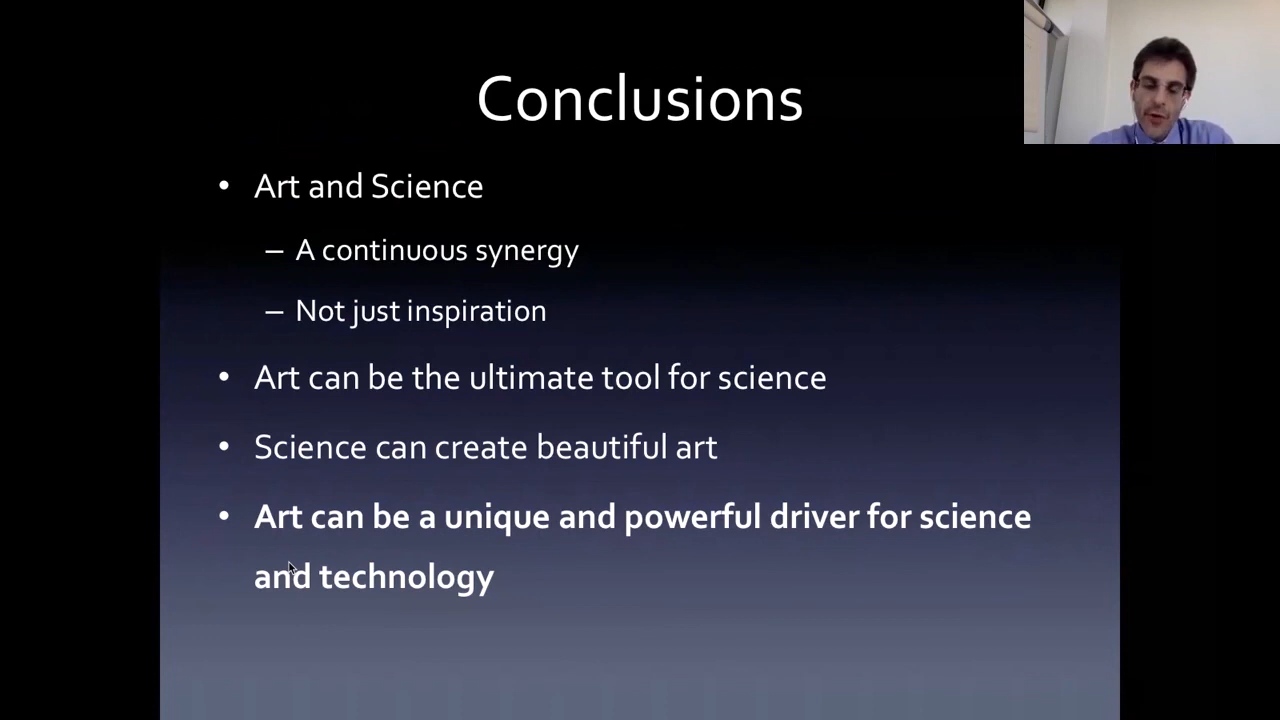 Conclusions
• Art and Science
– A continuous synergy
– Not just inspiration
• Art can be the ultimate tool for science
• Science can create beautiful art
• Art can be a unique and powerful driver for science
and technology